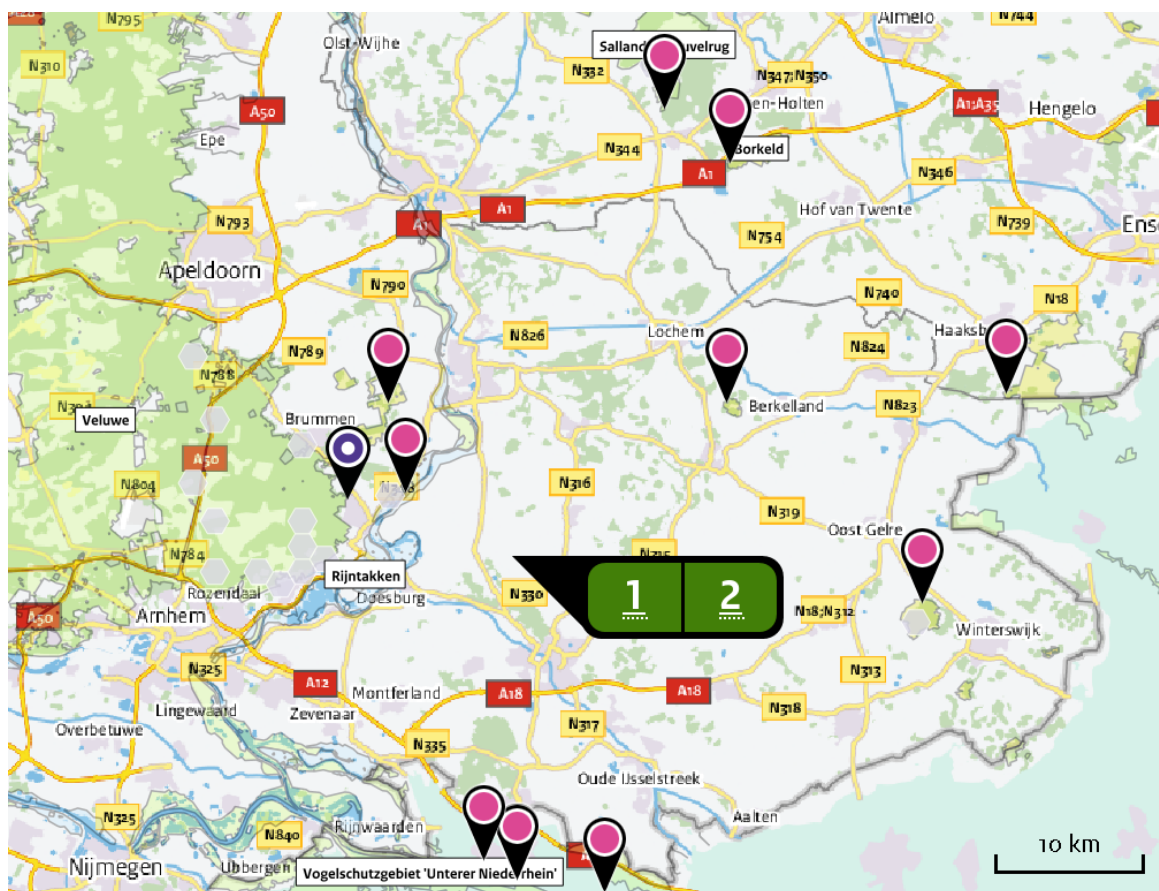 N795
N744
Almelo
Olst-Wijhe
Salland
uvelrug
N310
N332
N347;N350
A50
en-Holten
A1;A35
Hengelo
Epe
N344
Borkeld
A1
N346
A1
N793
Hof van Twente
N739
N754
Ens
Apeldoorn
N790
N740
N18
N826
Lochem
Haaksb
N789
N824
N788
Berkelland
N823
Veluwe
Brummen
A50
N804
N316
N319
Oost Gelre
N784
Rijntakken
Rozendaal
Doesburg
N330
1
2
N18;N312
A50
Arnhem
Winterswijk
N325
N313
A12
Montferland
A18
A18
Lingewaard
Zevenaar
N318
N317
Overbetuwe
N335
Oude IJsselstreek
Aalten
N325
Rijnwaarden
N840
10 km
Nijmegen
Ubbergen
Vogelschutzgebiet 'Unterer Niederrhein'